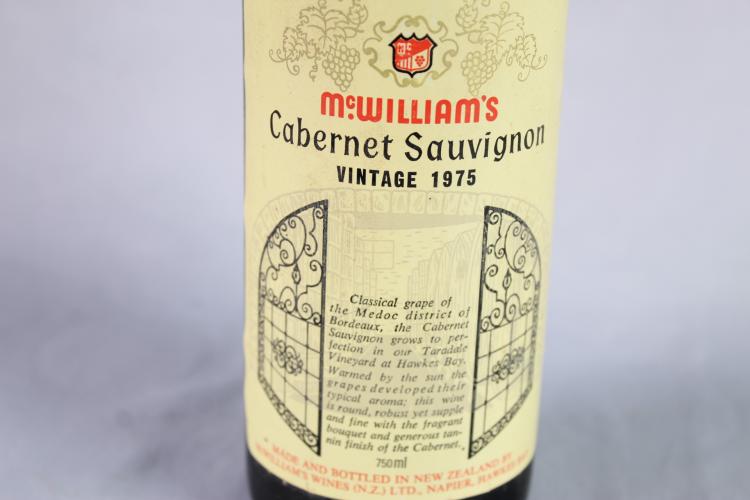 Mc
McWILLIAM'S
Cabernet Sauvignon
VINTAGE 1975
Classical grape of
the Medoc district of
Bordeaux, the Cabernet
Sauvignon grows to per-
fection in our Taradale
Vineyard at Hawkes Bay.
Warmed by the sun the
grapes developed their
typical aroma; this wine
is round, robust yet supple
and fine with the fragrant
bouquet and generous tan-
nin finish of the Cabernet.
750ml
MADE AND BOTTLED IN NEW ZEALAND BY
McWILLIAM'S WINES (N.Z.) LTD., NAPIER, HAWKES BAY